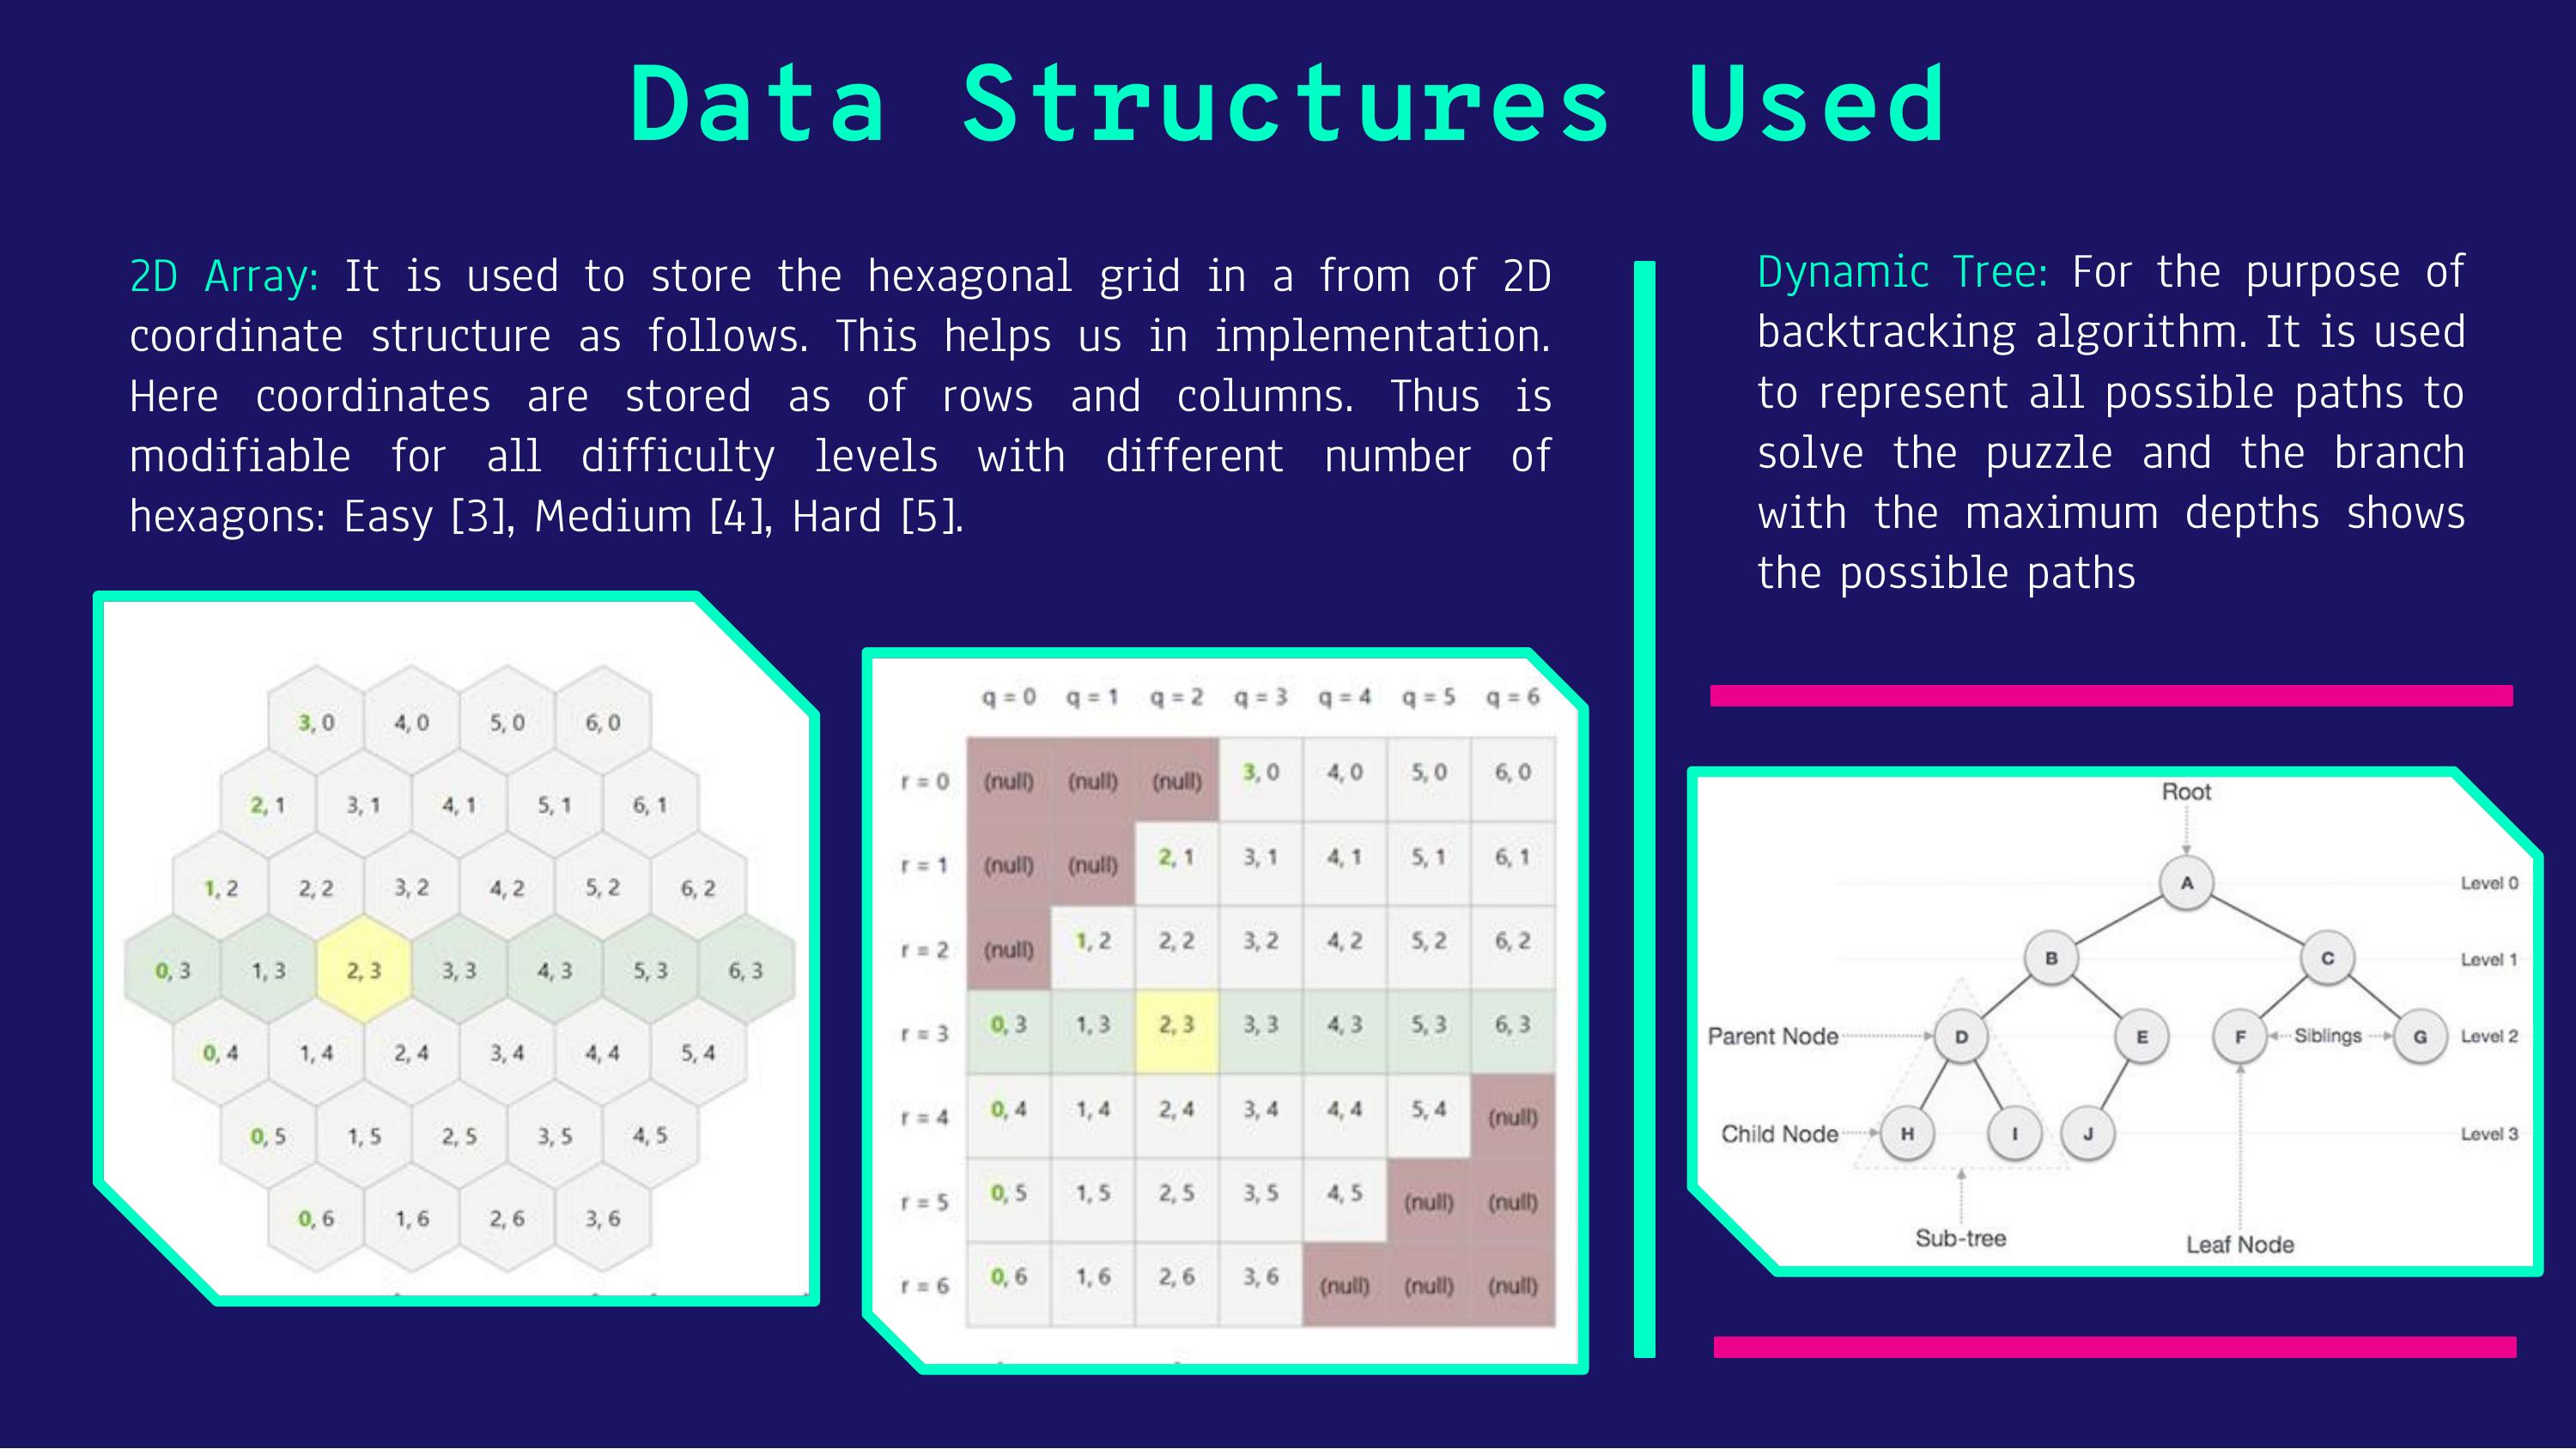 Data Structures Used
2D Array: It is used to store the hexagonal grid in a from of 2D
coordinate structure as follows. This helps us in implementation.
Here coordinates are stored as of rows and columns. Thus is
modifiable for all difficulty levels with different number of
hexagons: Easy [3], Medium [4], Hard [5].
3, 0 4, 0 5, 0 6, 0
2, 1 3, 1 4, 1 5, 1 6, 1
1, 2 2, 2 3, 2 4, 2 5, 2 6, 2
0, 3 1, 3 2, 3 3, 3 4, 3 5, 3 6, 3
0, 4 1, 4 2, 4 3, 4 4, 4 5, 4
0, 5 1, 5 2, 5 3, 5 4, 5
0, 6 1, 6 2, 6 3, 6
q = 0 q = 1 q = 2 q = 3 q = 4 q = 5 q = 6
r = 0 (null) (null) (null) 3, 0 4, 0 5, 0 6, 0
r = 1 (null) (null) 2, 1 3, 1 4, 1 5, 1 6, 1
r = 2 (null) 1, 2 2, 2 3, 2 4, 2 5, 2 6, 2
r = 3 0, 3 1, 3 2, 3 3, 3 4, 3 5, 3 6, 3
r = 4 0, 4 1, 4 2, 4 3, 4 4, 4 5, 4 (null)
r = 5 0, 5 1, 5 2, 5 3, 5 4, 5 (null) (null)
r = 6 0, 6 1, 6 2, 6 3, 6 (null) (null) (null)
Dynamic Tree: For the purpose of
backtracking algorithm. It is used
to represent all possible paths to
solve the puzzle and the branch
with the maximum depths shows
the possible paths
Root
A Level 0
B C Level 1
Parent Node D E F Siblings G Level 2
Child Node H I J Level 3
Sub-tree Leaf Node